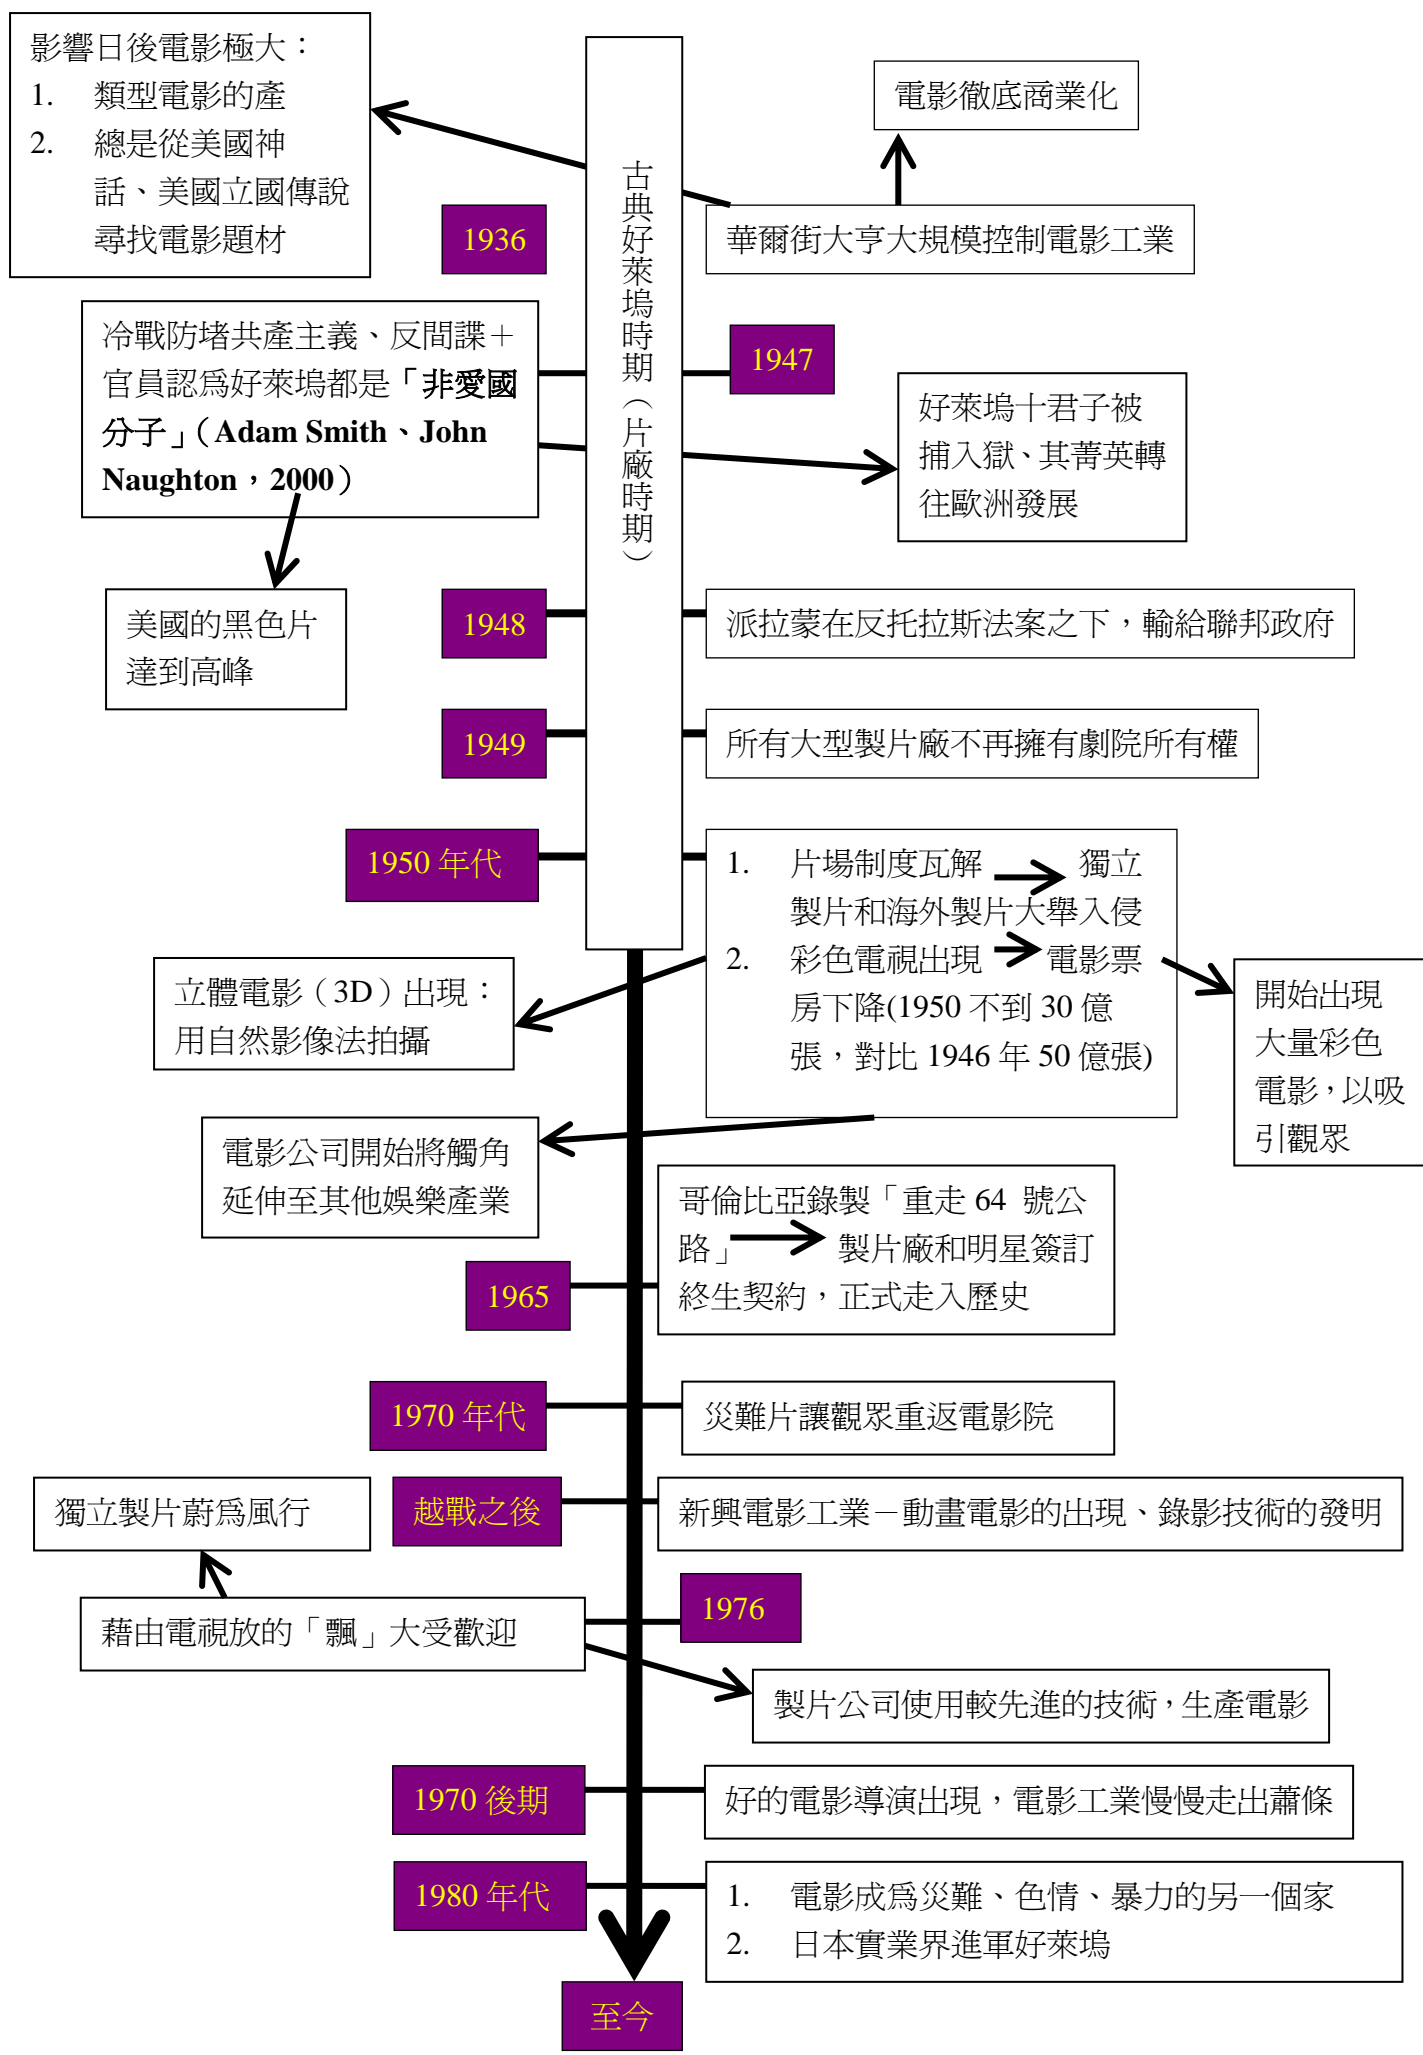 影響日後電影極大：
1. 類型電影的產
2. 總是從美國神
話、美國立國傳說
尋找電影題材
電影徹底商業化
古典好萊塢時期（片廠時期）
1936
華爾街大亨大規模控制電影工業
冷戰防堵共產主義、反間諜＋
官員認為好萊塢都是「非愛國
分子」（Adam Smith、John
Naughton，2000）
1947
好萊塢十君子被
捕入獄、其菁英轉
往歐洲發展
美國的黑色片
達到高峰
1948
派拉蒙在反托拉斯法案之下，輸給聯邦政府
1949
所有大型製片廠不再擁有劇院所有權
1950 年代
1. 片場制度瓦解 獨立
製片和海外製片大舉入侵
2. 彩色電視出現 電影票
房下降(1950 不到 30 億
張，對比 1946 年 50 億張)
立體電影（3D）出現：
用自然影像法拍攝
開始出現
大量彩色
電影，以吸
引觀眾
電影公司開始將觸角
延伸至其他娛樂產業
哥倫比亞錄製「重走 64 號公
路」 製片廠和明星簽訂
終生契約，正式走入歷史
1965
1970 年代
災難片讓觀眾重返電影院
獨立製片蔚為風行
越戰之後
新興電影工業－動畫電影的出現、錄影技術的發明
藉由電視放的「飄」大受歡迎
1976
製片公司使用較先進的技術，生產電影
1970 後期
好的電影導演出現，電影工業慢慢走出蕭條
1980 年代
1. 電影成為災難、色情、暴力的另一個家
2. 日本實業界進軍好萊塢
至今